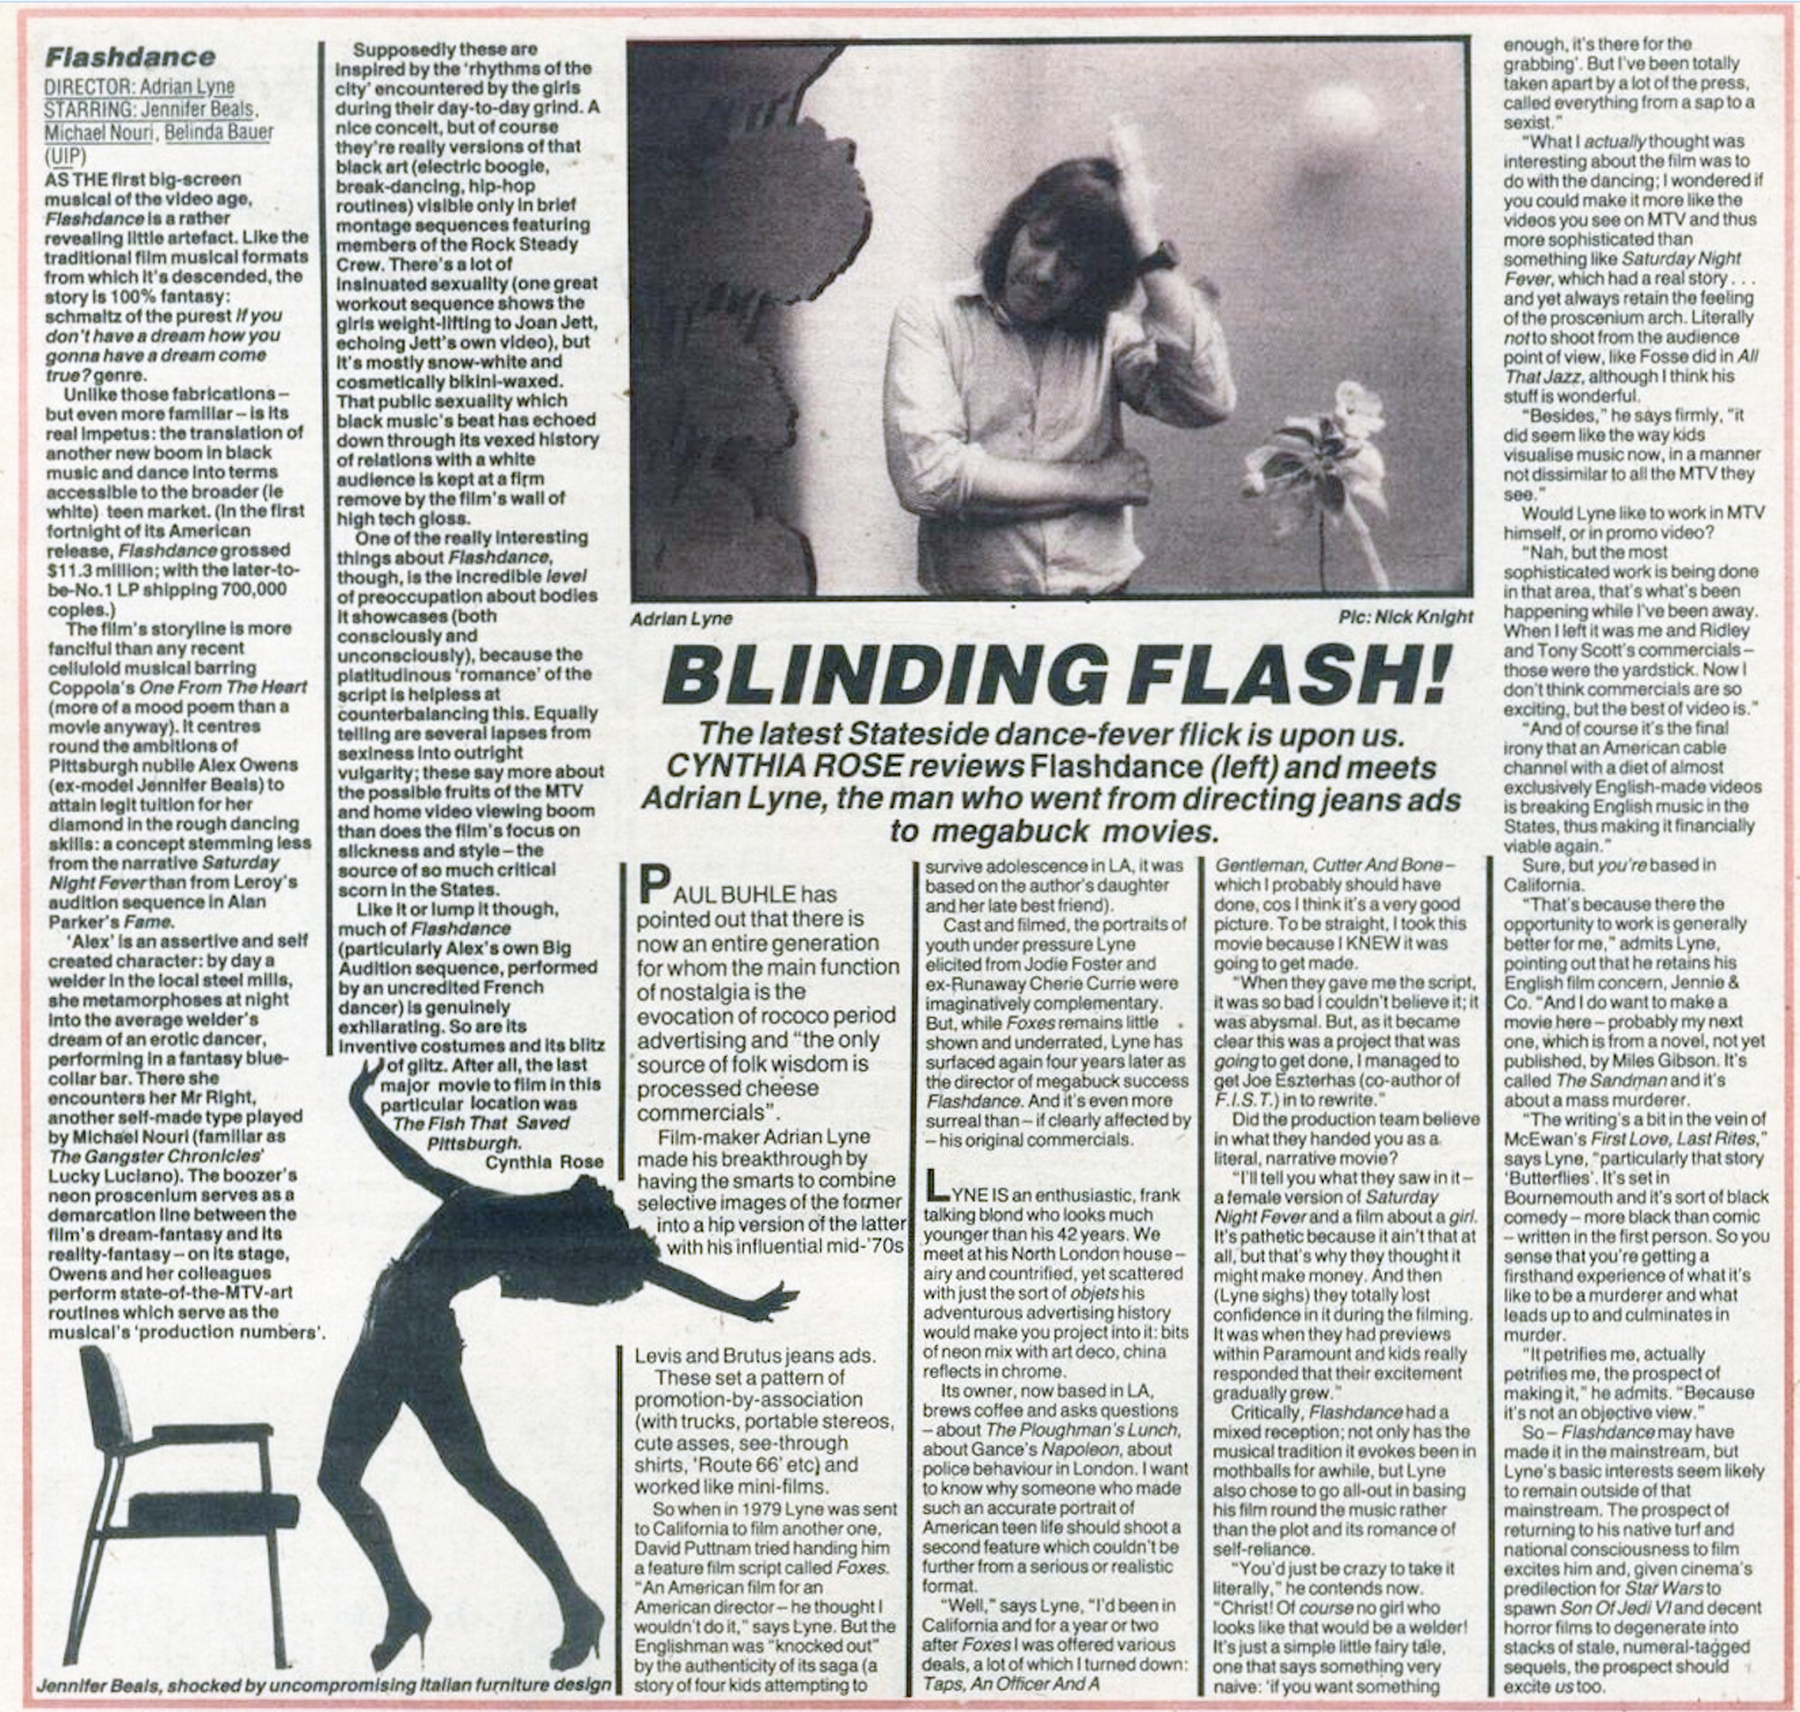 Flashdance
DIRECTOR: Adrian Lyne
STARRING: Jennifer Beals,
Michael Nouri, Belinda Bauer
(UIP)
AS THE first big-screen
musical of the video age,
Flashdance is a rather
revealing little artefact. Like the
traditional film musical formats
from which it's descended, the
story is 100% fantasy:
schmaltz of the purest If you
don't have a dream how you
gonna have a dream come
true? genre.
Unlike those fabrications –
but even more familiar – is its
real impetus: the translation of
another new boom in black
music and dance into terms
accessible to the broader (ie
white) teen market. (In the first
fortnight of its American
release, Flashdance grossed
$11.3 million; with the later-to-
be-No.1 LP shipping 700,000
copies.)
The film's storyline is more
fanciful than any recent
celluloid musical barring
Coppola's One From The Heart
(more of a mood poem than a
movie anyway). It centres
round the ambitions of
Pittsburgh nubile Alex Owens
(ex-model Jennifer Beals) to
attain legit tuition for her
diamond in the rough dancing
skills: a concept stemming less
from the narrative Saturday
Night Fever than from Leroy's
audition sequence in Alan
Parker's Fame.
'Alex' is an assertive and self
created character: by day a
welder in the local steel mills,
she metamorphoses at night
into the average welder's
dream of an erotic dancer,
performing in a fantasy blue-
collar bar. There she
encounters her Mr Right,
another self-made type played
by Michael Nouri (familiar as
The Gangster Chronicles'
Lucky Luciano). The boozer's
neon proscenium serves as a
demarcation line between the
film's dream-fantasy and its
reality-fantasy – on its stage,
Owens and her colleagues
perform state-of-the-MTV-art
routines which serve as the
musical's 'production numbers'.
Supposedly these are
inspired by the 'rhythms of the
city' encountered by the girls
during their day-to-day grind. A
nice conceit, but of course
they're really versions of that
black art (electric boogle,
break-dancing, hip-hop
routines) visible only in brief
montage sequences featuring
members of the Rock Steady
Crew. There's a lot of
insinuated sexuality (one great
workout sequence shows the
girls weight-lifting to Joan Jett,
echoing Jett's own video), but
it's mostly snow-white and
cosmetically bikini-waxed.
That public sexuality which
black music's beat has echoed
down through its vexed history
of relations with a white
audience is kept at a firm
remove by the film's wall of
high tech gloss.
One of the really interesting
things about Flashdance,
though, is the incredible level
of preoccupation about bodies
it showcases (both
consciously and
unconsciously), because the
platitudinous 'romance' of the
script is helpless at
counterbalancing this. Equally
telling are several lapses from
sexiness into outright
vulgarity; these say more about
the possible fruits of the MTV
and home video viewing boom
than does the film's focus on
slickness and style – the
source of so much critical
scorn in the States.
Like it or lump it though,
much of Flashdance
(particularly Alex's own Big
Audition sequence, performed
by an uncredited French
dancer) is genuinely
exhilarating. So are its
inventive costumes and its blitz
of glitz. After all, the last
major movie to film in this
particular location was
The Fish That Saved
Pittsburgh.
Cynthia Rose
Jennifer Beals, shocked by uncompromising Italian furniture design
Adrian Lyne
Pic: Nick Knight
BLINDING FLASH!
The latest Stateside dance-fever flick is upon us.
CYNTHIA ROSE reviews Flashdance (left) and meets
Adrian Lyne, the man who went from directing jeans ads
to megabuck movies.
PAUL BUHLE has
pointed out that there is
now an entire generation
for whom the main function
of nostalgia is the
evocation of rococo period
advertising and "the only
source of folk wisdom is
processed cheese
commercials".
Film-maker Adrian Lyne
made his breakthrough by
having the smarts to combine
selective images of the former
into a hip version of the latter
with his influential mid-'70s
Levis and Brutus jeans ads.
These set a pattern of
promotion-by-association
(with trucks, portable stereos,
cute asses, see-through
shirts, 'Route 66' etc) and
worked like mini-films.
So when in 1979 Lyne was sent
to California to film another one,
David Puttnam tried handing him
a feature film script called Foxes.
"An American film for an
American director – he thought I
wouldn't do it," says Lyne. But the
Englishman was "knocked out"
by the authenticity of its saga (a
story of four kids attempting to
survive adolescence in LA, it was
based on the author's daughter
and her late best friend).
Cast and filmed, the portraits of
youth under pressure Lyne
elicited from Jodie Foster and
ex-Runaway Cherie Currie were
imaginatively complementary.
But, while Foxes remains little
shown and underrated, Lyne has
surfaced again four years later as
the director of megabuck success
Flashdance. And it's even more
surreal than – if clearly affected by
– his original commercials.
LYNE IS an enthusiastic, frank
talking blond who looks much
younger than his 42 years. We
meet at his North London house –
airy and countrified, yet scattered
with just the sort of objets his
adventurous advertising history
would make you project into it: bits
of neon mix with art deco, china
reflects in chrome.
Its owner, now based in LA,
brews coffee and asks questions
– about The Ploughman's Lunch,
about Gance's Napoleon, about
police behaviour in London. I want
to know why someone who made
such an accurate portrait of
American teen life should shoot a
second feature which couldn't be
further from a serious or realistic
format.
"Well," says Lyne, "I'd been in
California and for a year or two
after Foxes I was offered various
deals, a lot of which I turned down:
Taps, An Officer And A
Gentleman, Cutter And Bone –
which I probably should have
done, cos I think it's a very good
picture. To be straight, I took this
movie because I KNEW it was
going to get made.
"When they gave me the script,
it was so bad I couldn't believe it; it
was abysmal. But, as it became
clear this was a project that was
going to get done, I managed to
get Joe Eszterhas (co-author of
F.I.S.T.) in to rewrite."
Did the production team believe
in what they handed you as a
literal, narrative movie?
"I'll tell you what they saw in it –
a female version of Saturday
Night Fever and a film about a girl.
It's pathetic because it ain't that at
all, but that's why they thought it
might make money. And then
(Lyne sighs) they totally lost
confidence in it during the filming.
It was when they had previews
within Paramount and kids really
responded that their excitement
gradually grew."
Critically, Flashdance had a
mixed reception; not only has the
musical tradition it evokes been in
mothballs for awhile, but Lyne
also chose to go all-out in basing
his film round the music rather
than the plot and its romance of
self-reliance.
"You'd just be crazy to take it
literally," he contends now.
"Christ! Of course no girl who
looks like that would be a welder!
It's just a simple little fairy tale,
one that says something very
naive: 'if you want something
enough, it's there for the
grabbing'. But I've been totally
taken apart by a lot of the press,
called everything from a sap to a
sexist."
"What I actually thought was
interesting about the film was to
do with the dancing; I wondered if
you could make it more like the
videos you see on MTV and thus
more sophisticated than
something like Saturday Night
Fever, which had a real story . . .
and yet always retain the feeling
of the proscenium arch. Literally
not to shoot from the audience
point of view, like Fosse did in All
That Jazz, although I think his
stuff is wonderful.
"Besides," he says firmly, "it
did seem like the way kids
visualise music now, in a manner
not dissimilar to all the MTV they
see."
Would Lyne like to work in MTV
himself, or in promo video?
"Nah, but the most
sophisticated work is being done
in that area, that's what's been
happening while I've been away.
When I left it was me and Ridley
and Tony Scott's commercials –
those were the yardstick. Now I
don't think commercials are so
exciting, but the best of video is."
"And of course it's the final
irony that an American cable
channel with a diet of almost
exclusively English-made videos
is breaking English music in the
States, thus making it financially
viable again."
Sure, but you're based in
California.
"That's because there the
opportunity to work is generally
better for me," admits Lyne,
pointing out that he retains his
English film concern, Jennie &
Co. "And I do want to make a
movie here – probably my next
one, which is from a novel, not yet
published, by Miles Gibson. It's
called The Sandman and it's
about a mass murderer.
"The writing's a bit in the vein of
McEwan's First Love, Last Rites,"
says Lyne, "particularly that story
'Butterflies'. It's set in
Bournemouth and it's sort of black
comedy – more black than comic
– written in the first person. So you
sense that you're getting a
firsthand experience of what it's
like to be a murderer and what
leads up to and culminates in
murder.
"It petrifies me, actually
petrifies me, the prospect of
making it," he admits. "Because
it's not an objective view."
So – Flashdance may have
made it in the mainstream, but
Lyne's basic interests seem likely
to remain outside of that
mainstream. The prospect of
returning to his native turf and
national consciousness to film
excites him and, given cinema's
predilection for Star Wars to
spawn Son Of Jedi VI and decent
horror films to degenerate into
stacks of stale, numeral-tagged
sequels, the prospect should
excite us too.